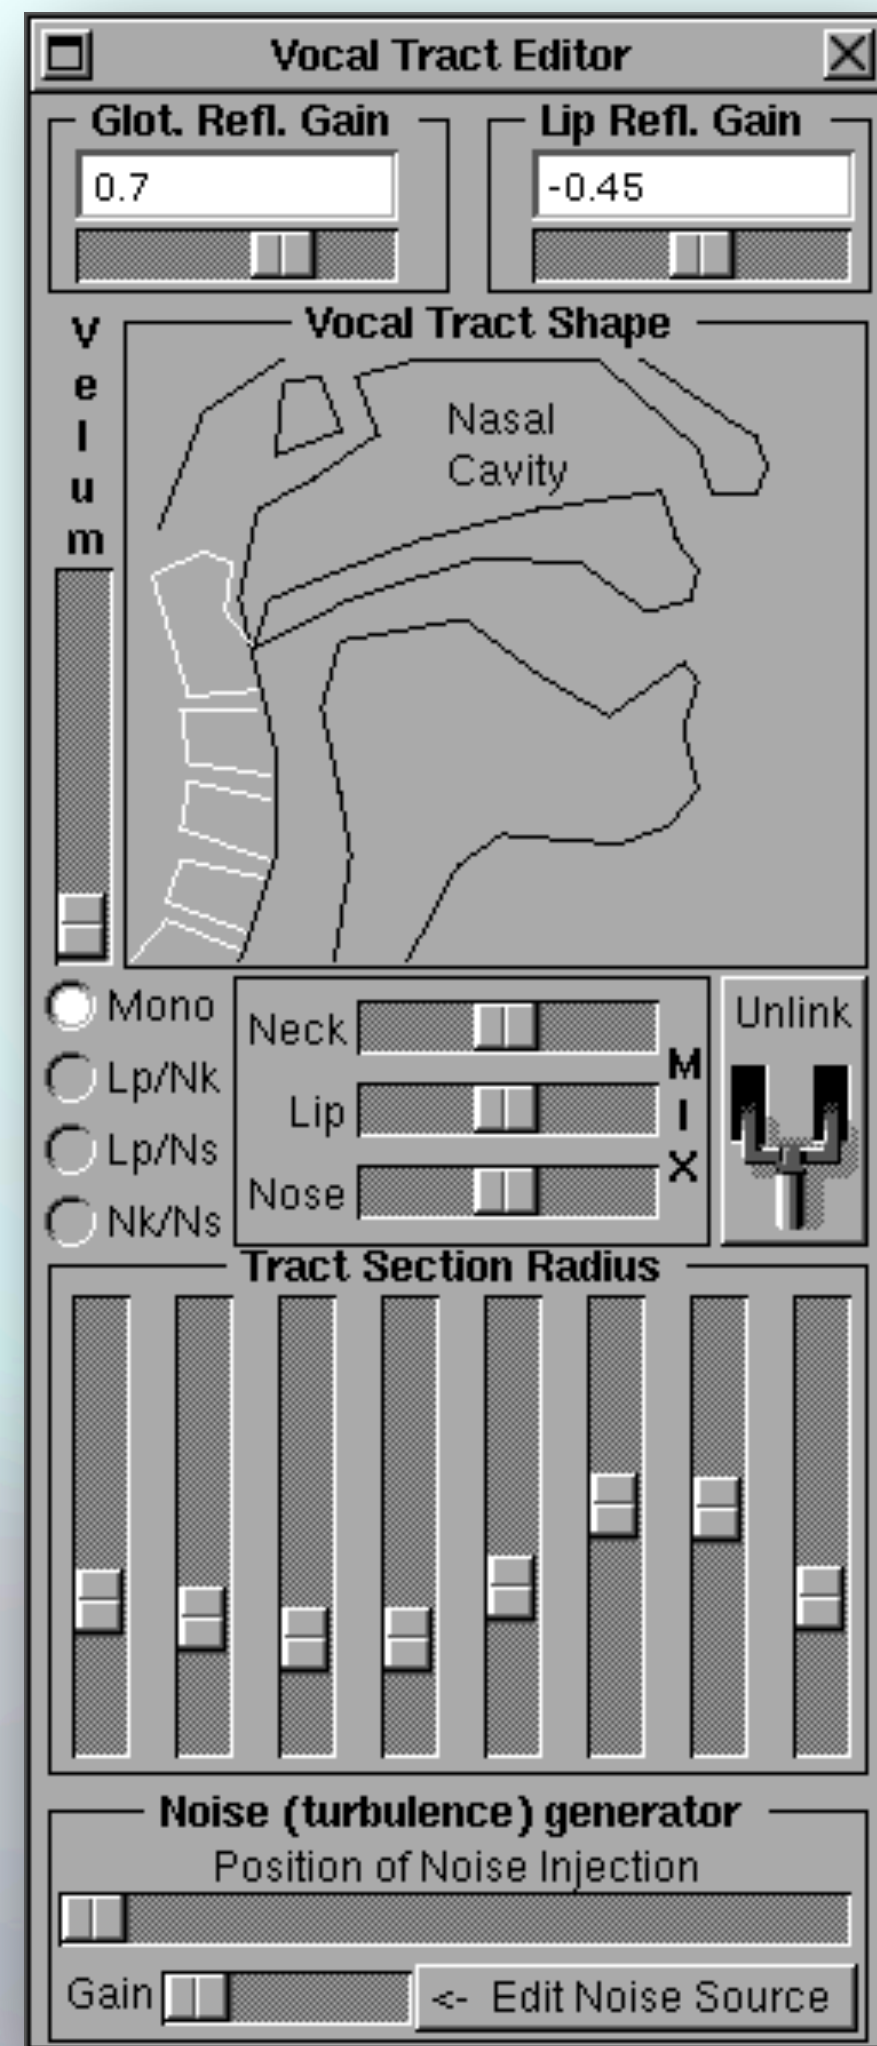 Vocal Tract Editor
Glot. Refl. Gain
Lip Refl. Gain
0.7
-0.45
Velum
Vocal Tract Shape
Nasal
Cavity
Mono
Lp/Nk
Lp/Ns
Nk/Ns
Neck
Lip
Nose
MIX
Unlink
Tract Section Radius
Noise (turbulence) generator
Position of Noise Injection
Gain
<- Edit Noise Source